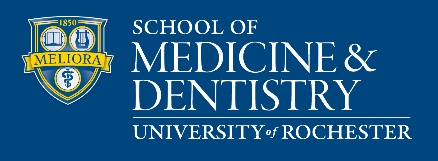 1850
MELIORA
SCHOOL OF
MEDICINE &
DENTISTRY
UNIVERSITY of ROCHESTER